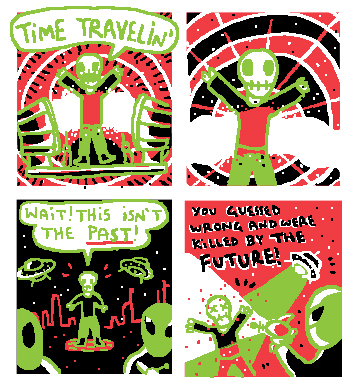 TIME TRAVELIN'
WAIT! THIS ISN'T
THE PAST!
YOU GUESSED
WRONG AND WERE
KILLED BY THE
FUTURE!